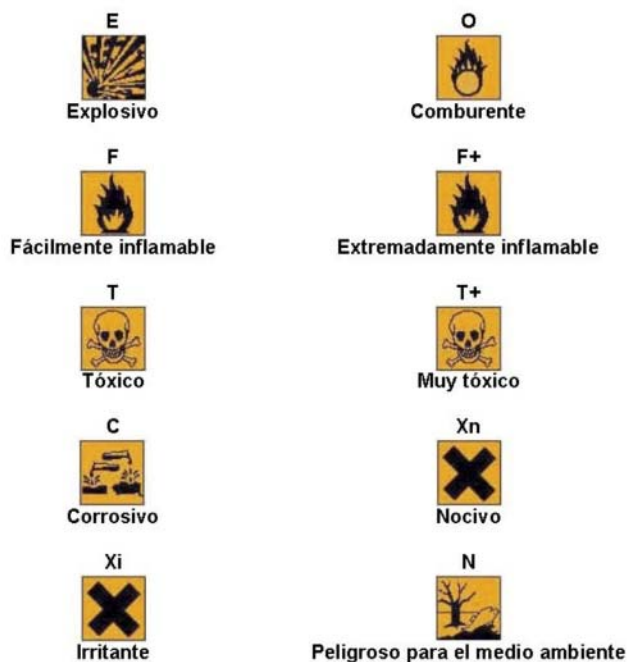 E
Explosivo
O
Comburente
F
Fácilmente inflamable
F+
Extremadamente inflamable
T
Tóxico
T+
Muy tóxico
C
Corrosivo
Xn
Nocivo
Xi
Irritante
N
Peligroso para el medio ambiente